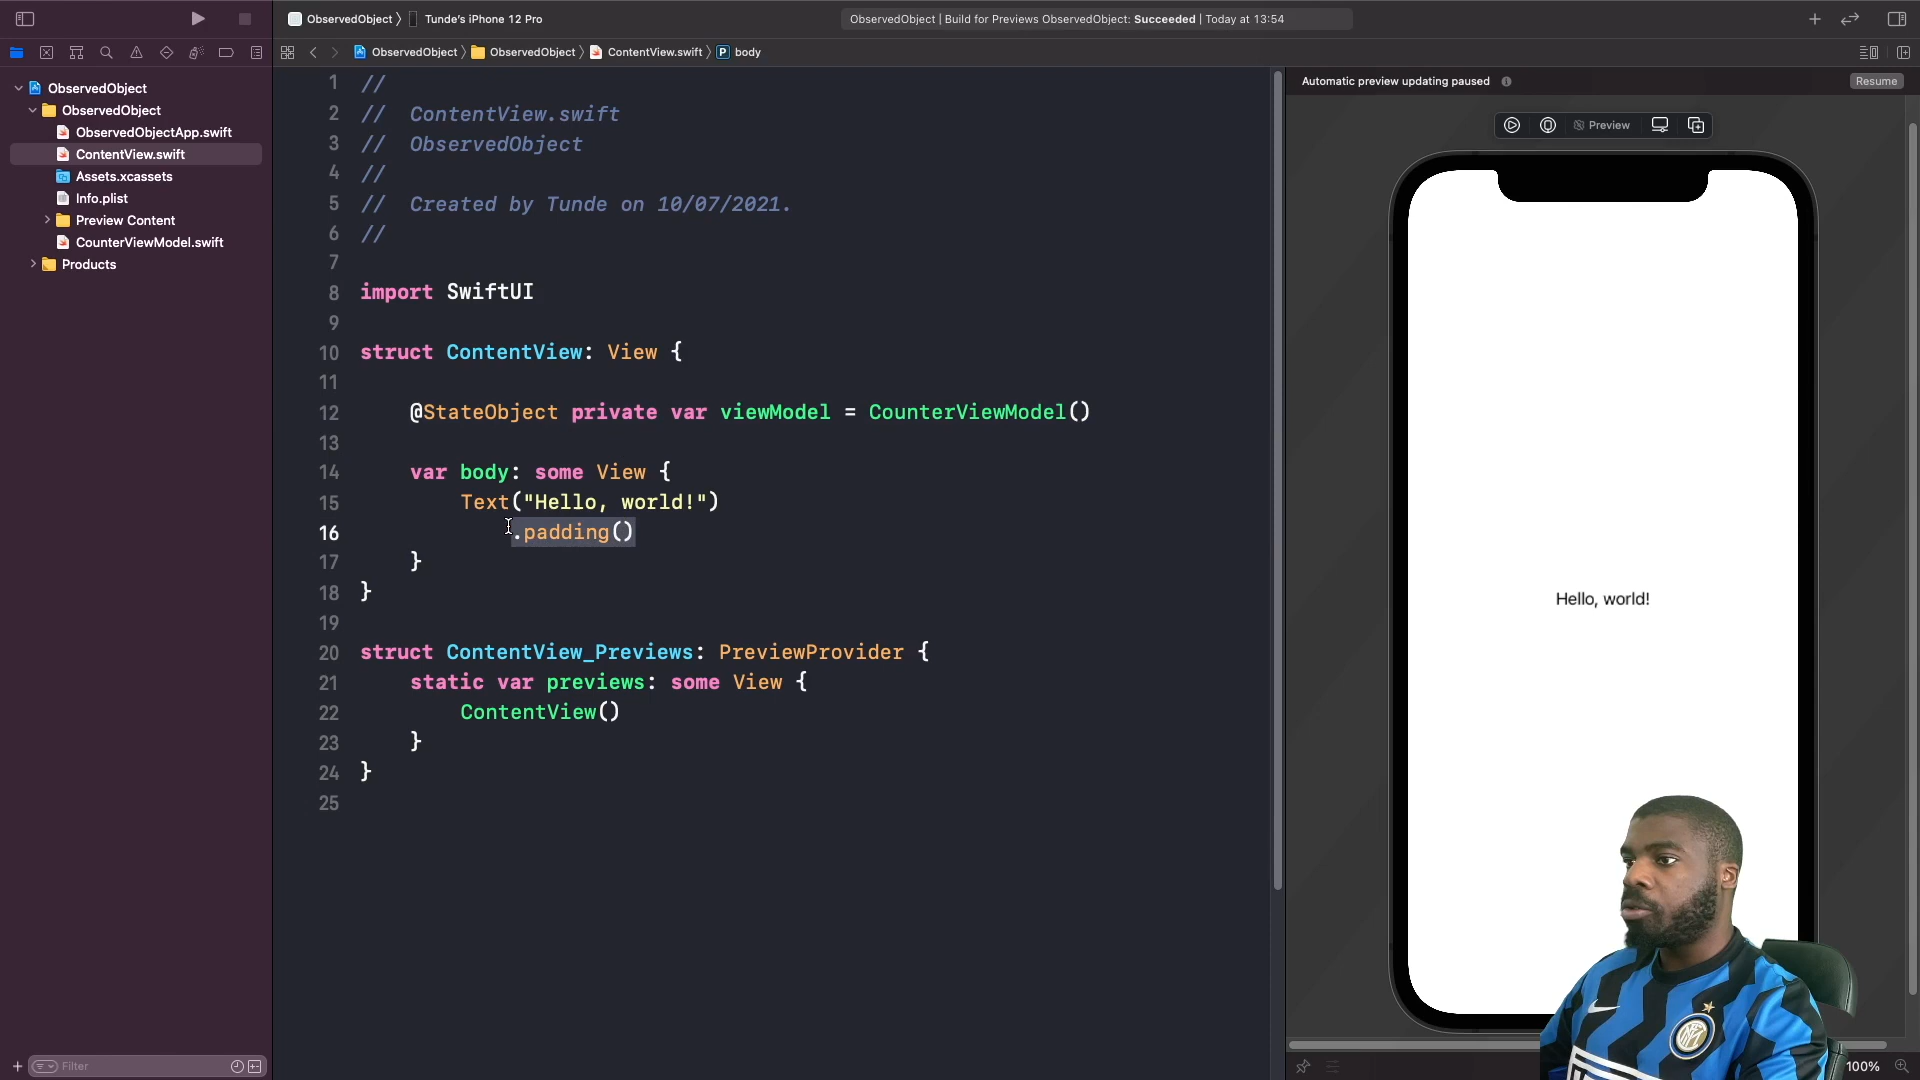 ObservedObject 〉 Tunde's iPhone 12 Pro
ObservedObject | Build for Previews ObservedObject: Succeeded | Today at 13:54
ObservedObject 〉 ObservedObject 〉 ContentView.swift 〉 P body
ObservedObject
ObservedObject
ObservedObjectApp.swift
ContentView.swift
Assets.xcassets
Info.plist
Preview Content
CounterViewModel.swift
Products
Filter
1 //
2 // ContentView.swift
3 // ObservedObject
4 //
5 // Created by Tunde on 10/07/2021.
6 //
7
8 import SwiftUI
9
10 struct ContentView: View {
11
12 @StateObject private var viewModel = CounterViewModel()
13
14 var body: some View {
15 Text("Hello, world!")
16 .padding()
17 }
18 }
19
20 struct ContentView_Previews: PreviewProvider {
21 static var previews: some View {
22 ContentView()
23 }
24 }
25
Automatic preview updating paused
Resume
Preview
Hello, world!
100%